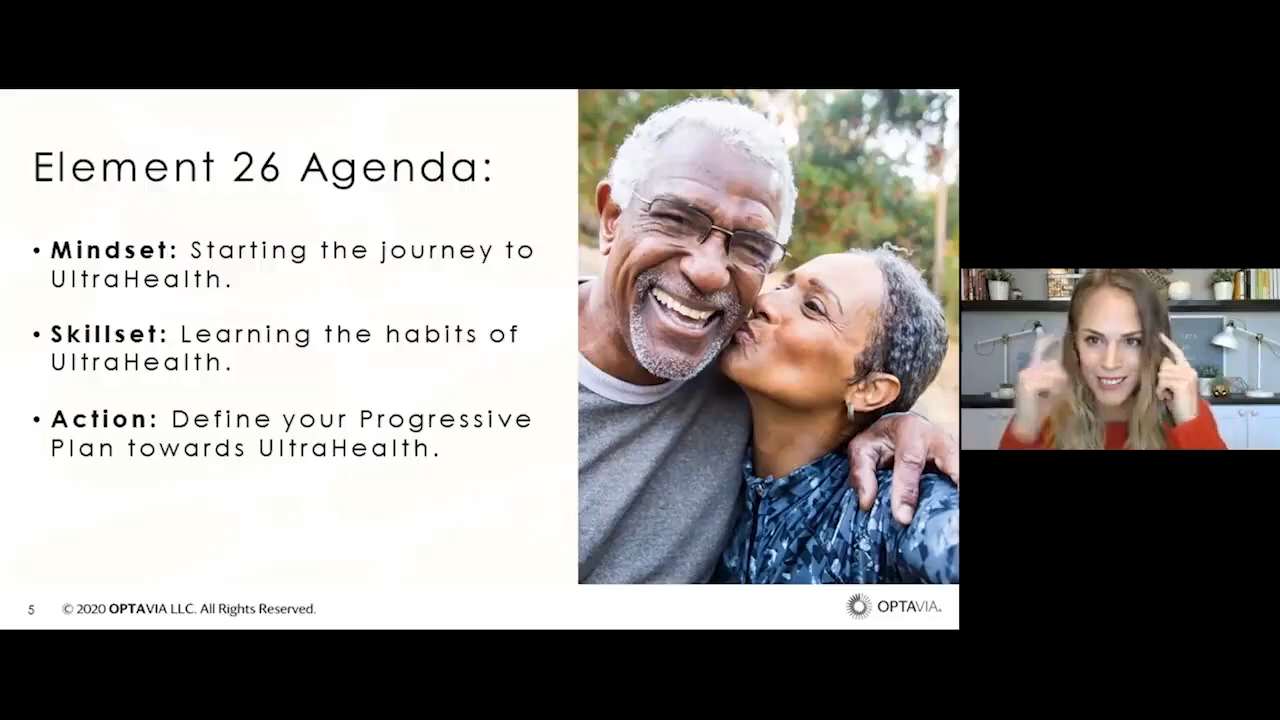 Element 26 Agenda:
• Mindset: Starting the journey to
UltraHealth.
• Skillset: Learning the habits of
UltraHealth.
• Action: Define your Progressive
Plan towards UltraHealth.
5 © 2020 OPTAVIA LLC. All Rights Reserved.
OPTAVIA®